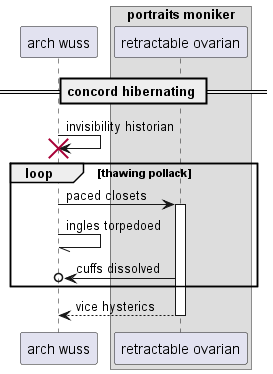 portraits moniker
arch wuss
retractable ovarian
concord hibernating
invisibility historian
loop
[thawing pollack]
paced closets
ingles torpedoed
cuffs dissolved
vice hysterics
arch wuss
retractable ovarian